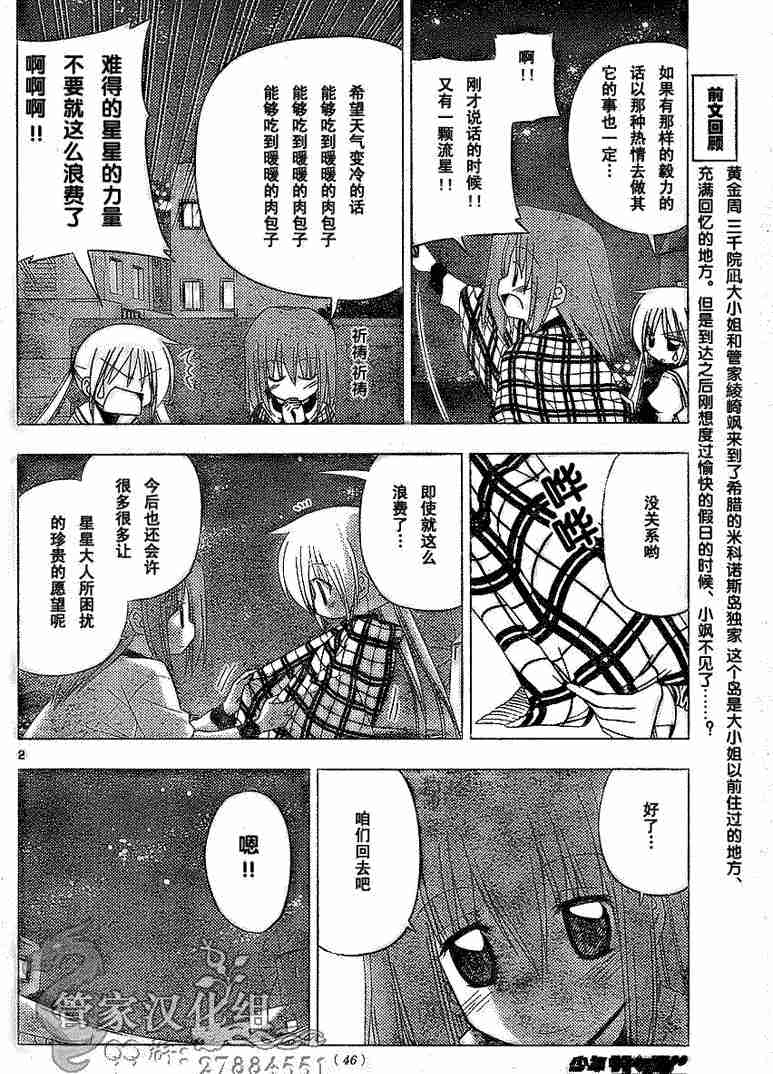 前文回顾
黄金周 三千院凪大小姐和管家綾崎飒来到了希腊的米科诺斯岛独家 这个岛是大小姐以前住过的地方、
充满回忆的地方。但是到达之后刚想度过愉快的假日的时候、小飒不见了……?
如果有那样的毅力的
话以那种热情去做其
它的事也一定…
啊!!
刚才说话的时候!!
又有一颗流星!!
希望天气变冷的话
能够吃到暖暖的肉包子
能够吃到暖暖的肉包子
能够吃到暖暖的肉包子
祈祷祈祷
难得的星星的力量
不要就这么浪费了
啊啊啊!!
没关系哟
即使就这么
浪费了…
今后也还会许
很多很多让
星星大人所困扰
的珍贵的愿望呢
2
好了…
咱们回去吧
嗯!!
管家汉化组
27884551
(46)